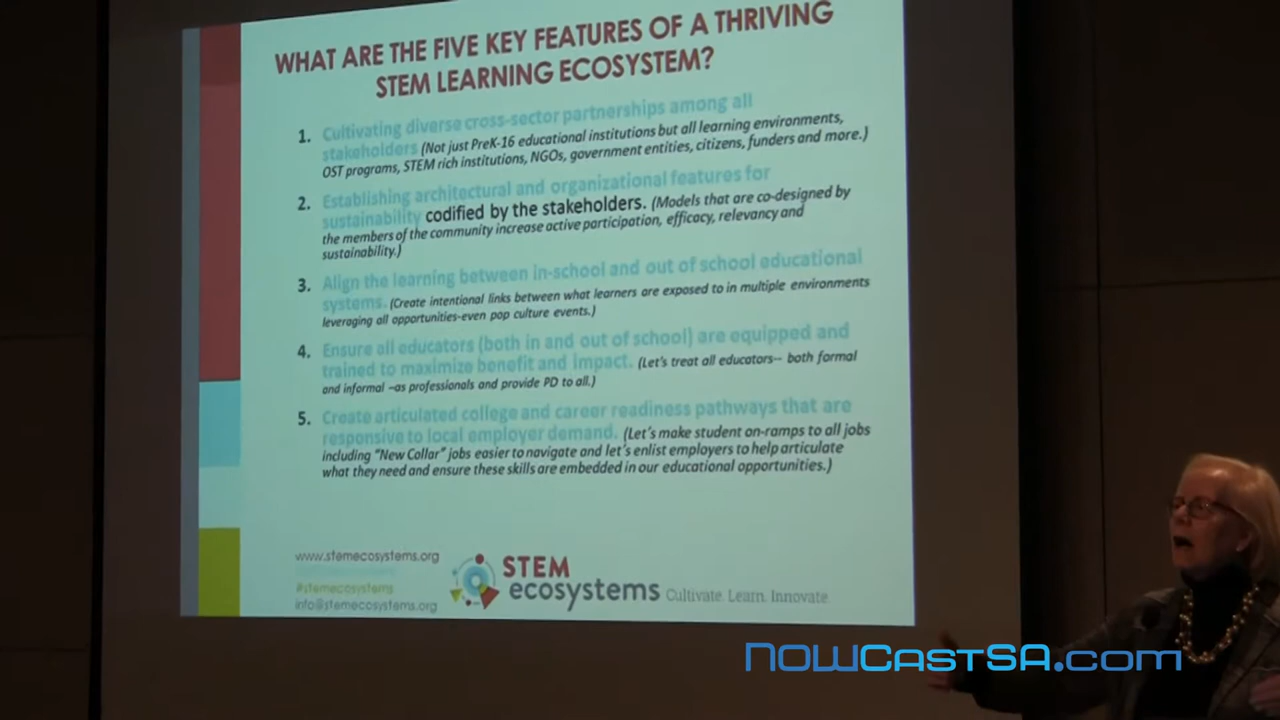 WHAT ARE THE FIVE KEY FEATURES OF A THRIVING
STEM LEARNING ECOSYSTEM?
1. Cultivating diverse cross-sector partnerships among all
stakeholders (Not just PreK-16 educational institutions but all learning environments,
OST programs, STEM rich institutions, NGOs, government entities, citizens, funders and more.)
2. Establishing architectural and organizational features for
sustainability codified by the stakeholders. (Models that are co-designed by
the members of the community increase active participation, efficacy, relevancy and
sustainability.)
3. Align the learning between in-school and out of school educational
systems. (Create intentional links between what learners are exposed to in multiple environments
leveraging all opportunities-even pop culture events.)
4. Ensure all educators (both in and out of school) are equipped and
trained to maximize benefit and impact. (Let's treat all educators-- both formal
and informal –as professionals and provide PD to all.)
5. Create articulated college and career readiness pathways that are
responsive to local employer demand. (Let's make student on-ramps to all jobs
including "New Collar" jobs easier to navigate and let's enlist employers to help articulate
what they need and ensure these skills are embedded in our educational opportunities.)
www.stemecosystems.org
#stemecosystems
info@stemecosystems.org
STEM
ecosystems Cultivate. Learn. Innovate.
NOWCastSA.com